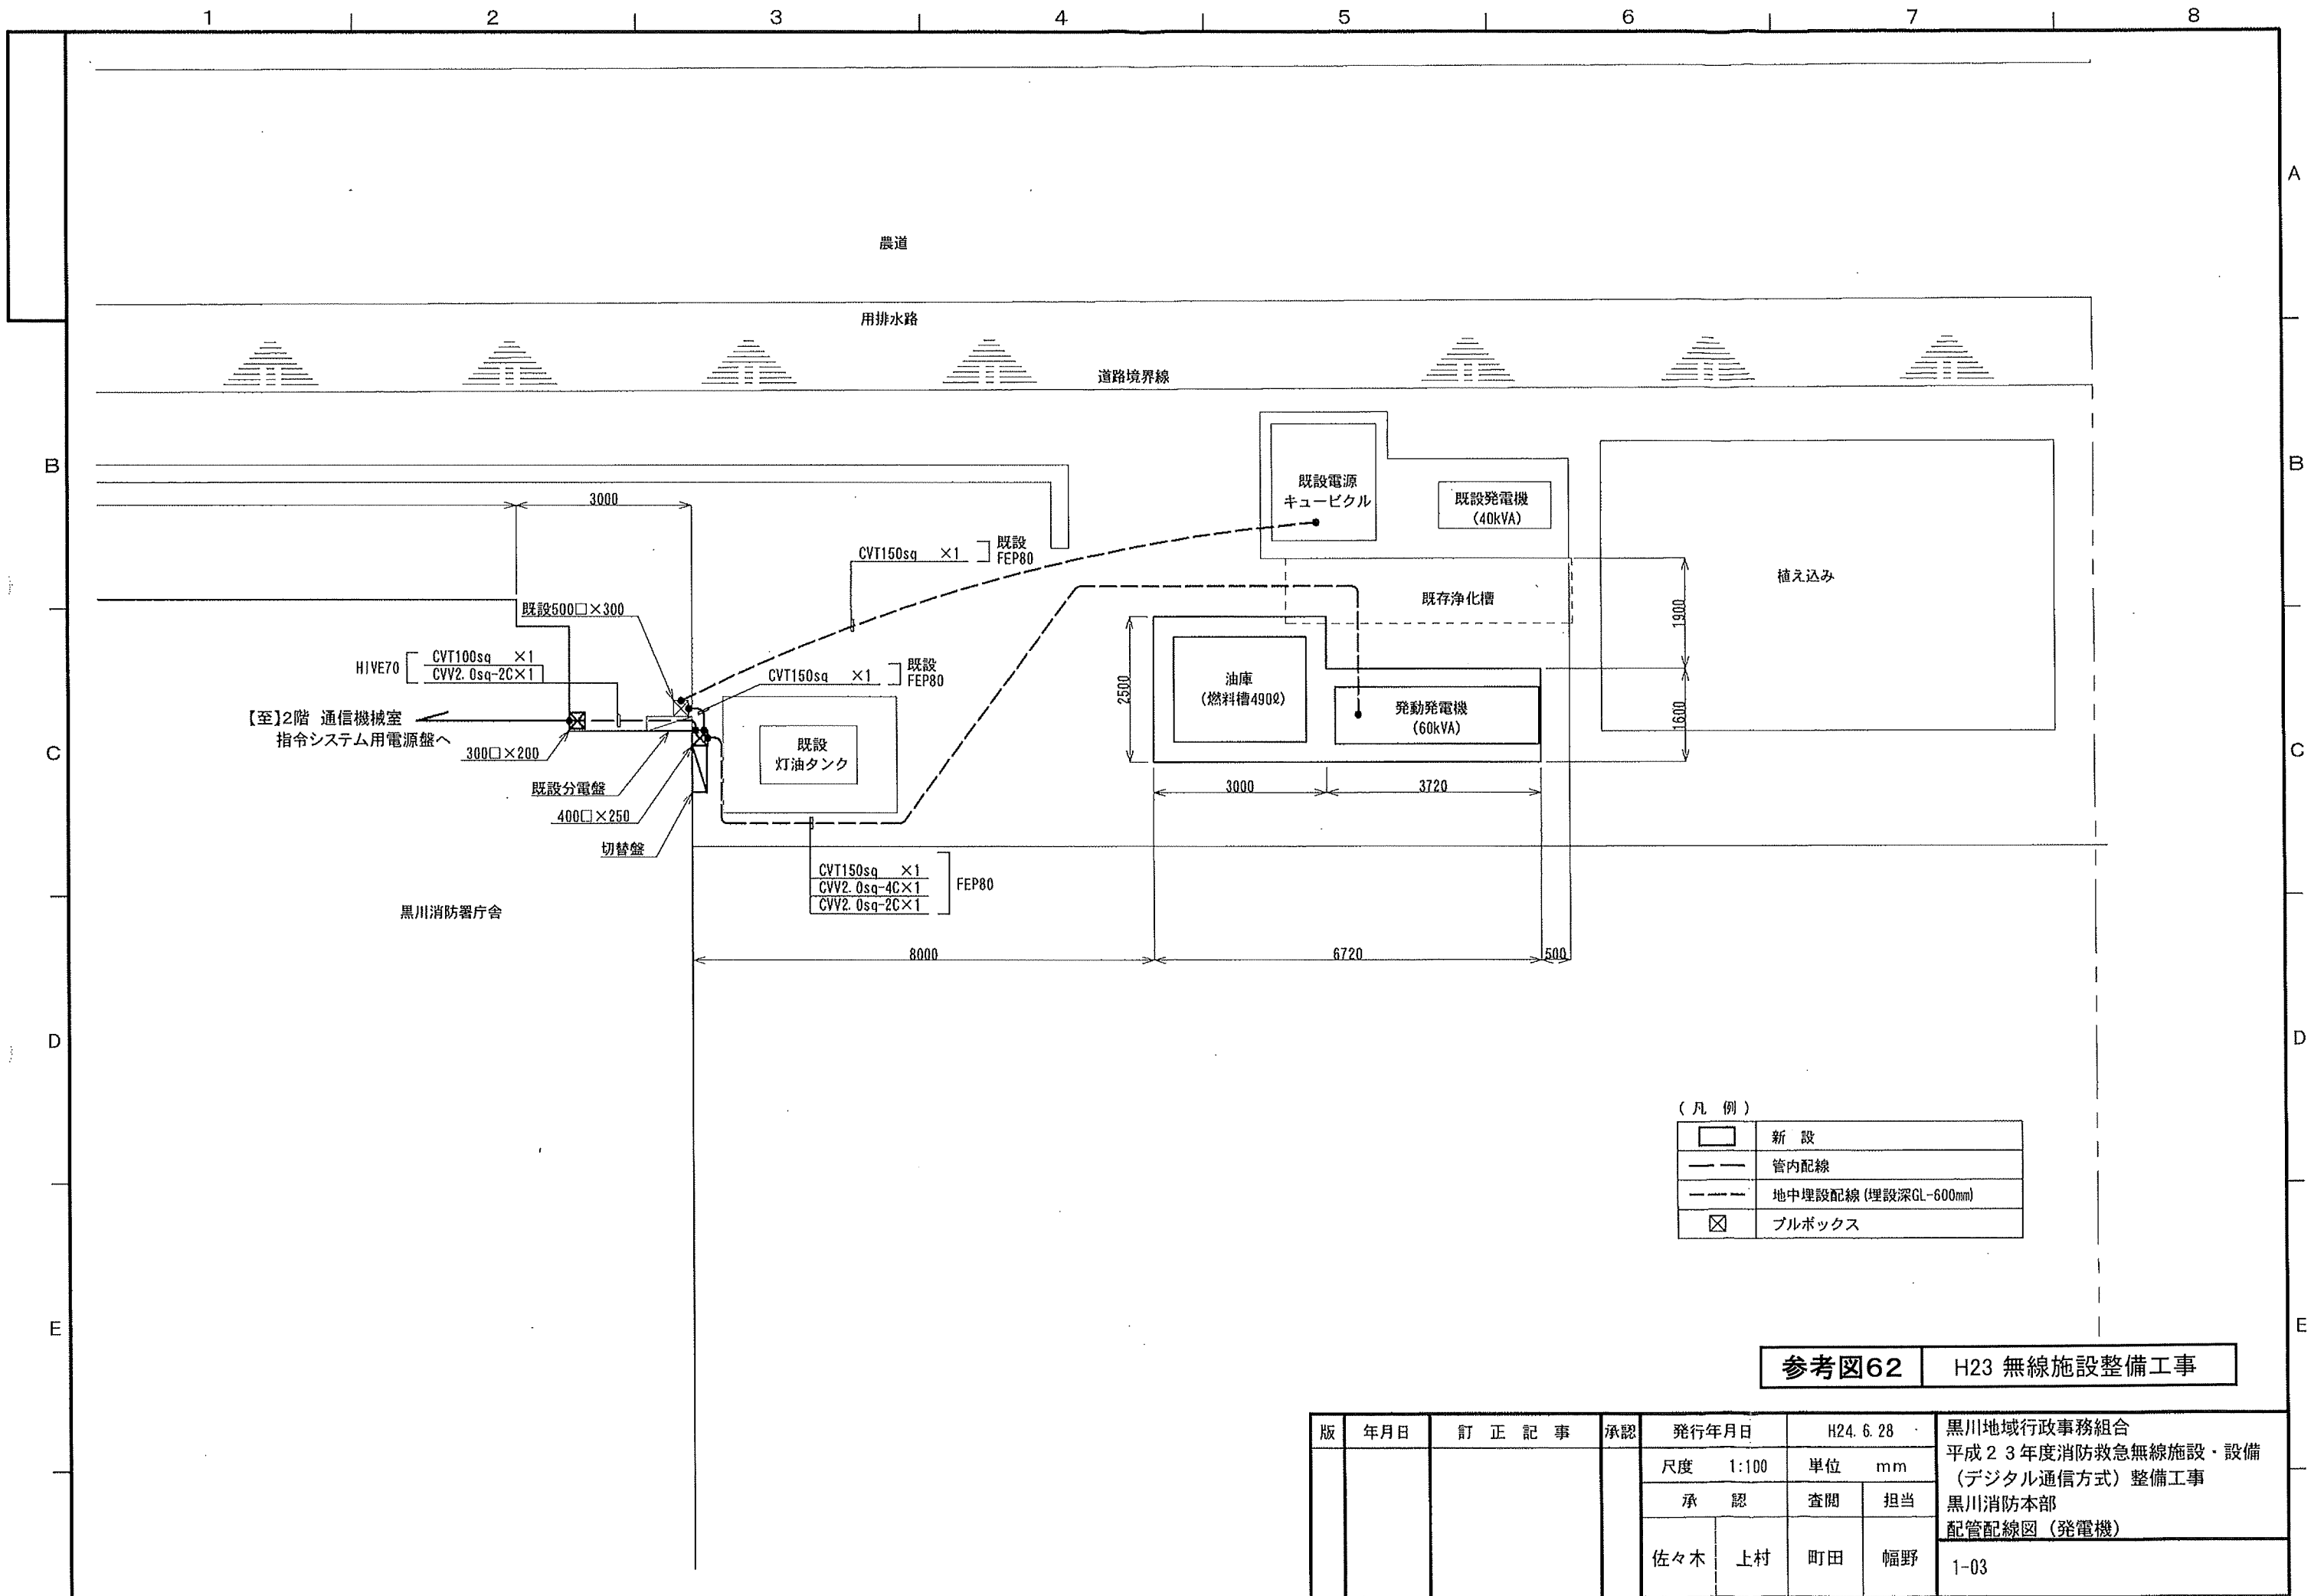 1 2 3 4 5 6 7 8
A
B
B
C
C
D
D
E
E
農道
用排水路
道路境界線
3000
既設電源
キュービクル
既設発電機
(40kVA)
CVT150sq ×1
既設
FEP80
既設500□×300
既存浄化槽
植え込み
1900
HIVE70
CVT100sq ×1
CVV2.0sq-2C×1
CVT150sq ×1
既設
FEP80
2500
油庫
(燃料槽490ℓ)
発動発電機
(60kVA)
1600
【至】2階 通信機械室
指令システム用電源盤へ
300□×200
既設
灯油タンク
既設分電盤
400□×250
切替盤
3000
3720
CVT150sq ×1
CVV2.0sq-4C×1
CVV2.0sq-2C×1
FEP80
黒川消防署庁舎
8000
6720
500
(凡 例)
新 設
管内配線
地中埋設配線(埋設深GL-600mm)
プルボックス
参考図62 H23 無線施設整備工事
版 年月日 訂正記事 承認
発行年月日 H24.6.28
尺度 1:100 単位 mm
承 認 査閲 担当
佐々木 上村 町田 幅野
黒川地域行政事務組合
平成23年度消防救急無線施設・設備
(デジタル通信方式)整備工事
黒川消防本部
配管配線図(発電機)
1-03